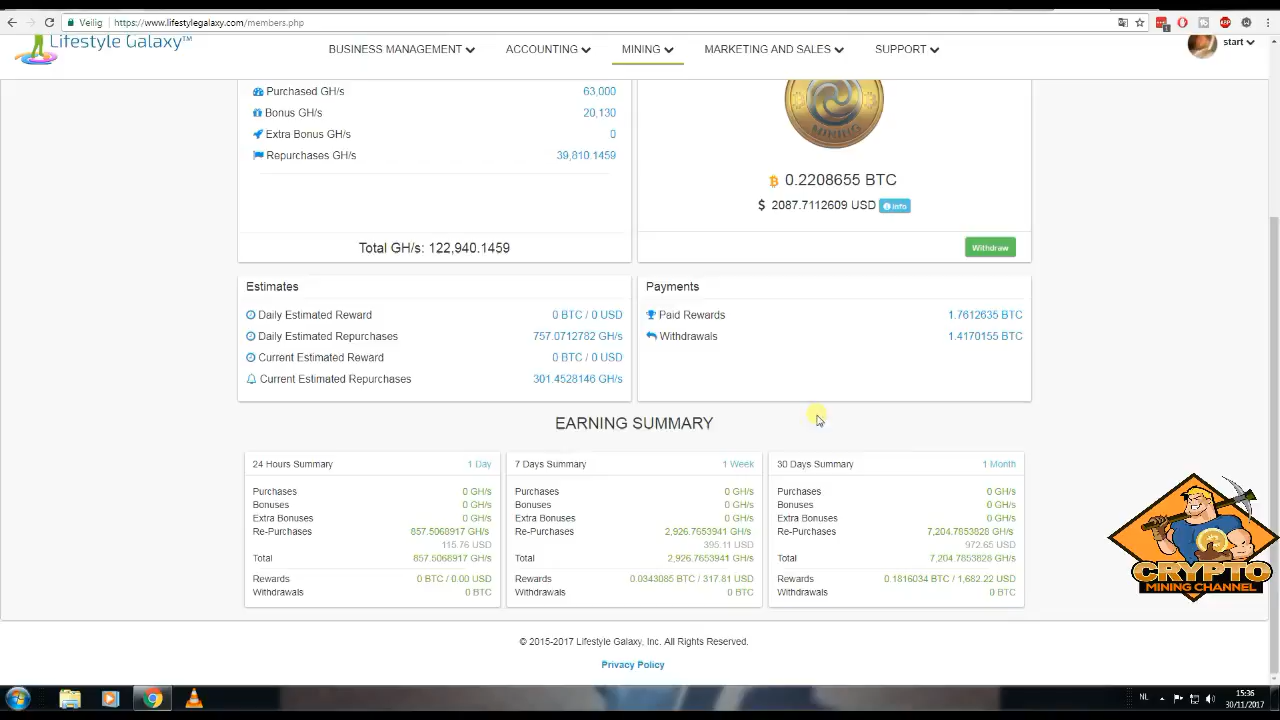 Veilig
https://www.lifestylegalaxy.com/members.php
Lifestyle Galaxy™
BUSINESS MANAGEMENT
ACCOUNTING
MINING
MARKETING AND SALES
SUPPORT
start
Purchased GH/s 63,000
Bonus GH/s 20,130
Extra Bonus GH/s 0
Repurchases GH/s 39,810.1459
Total GH/s: 122,940.1459
MINING
0.2208655 BTC
$ 2087.7112609 USD info
Withdraw
Estimates
Daily Estimated Reward 0 BTC / 0 USD
Daily Estimated Repurchases 757.0712782 GH/s
Current Estimated Reward 0 BTC / 0 USD
Current Estimated Repurchases 301.4528146 GH/s
Payments
Paid Rewards 1.7612635 BTC
Withdrawals 1.4170155 BTC
EARNING SUMMARY
24 Hours Summary 1 Day
Purchases 0 GH/s
Bonuses 0 GH/s
Extra Bonuses 0 GH/s
Re-Purchases 857.5068917 GH/s
115.76 USD
Total 857.5068917 GH/s
Rewards 0 BTC / 0.00 USD
Withdrawals 0 BTC
7 Days Summary 1 Week
Purchases 0 GH/s
Bonuses 0 GH/s
Extra Bonuses 0 GH/s
Re-Purchases 2,926.7653941 GH/s
395.11 USD
Total 2,926.7653941 GH/s
Rewards 0.0343085 BTC / 317.81 USD
Withdrawals 0 BTC
30 Days Summary 1 Month
Purchases 0 GH/s
Bonuses 0 GH/s
Extra Bonuses 0 GH/s
Re-Purchases 7,204.7853828 GH/s
972.65 USD
Total 7,204.7853828 GH/s
Rewards 0.1816034 BTC / 1,682.22 USD
Withdrawals 0 BTC
CRYPTO
MINING CHANNEL
© 2015-2017 Lifestyle Galaxy, Inc. All Rights Reserved.
Privacy Policy
NL
15:36
30/11/2017